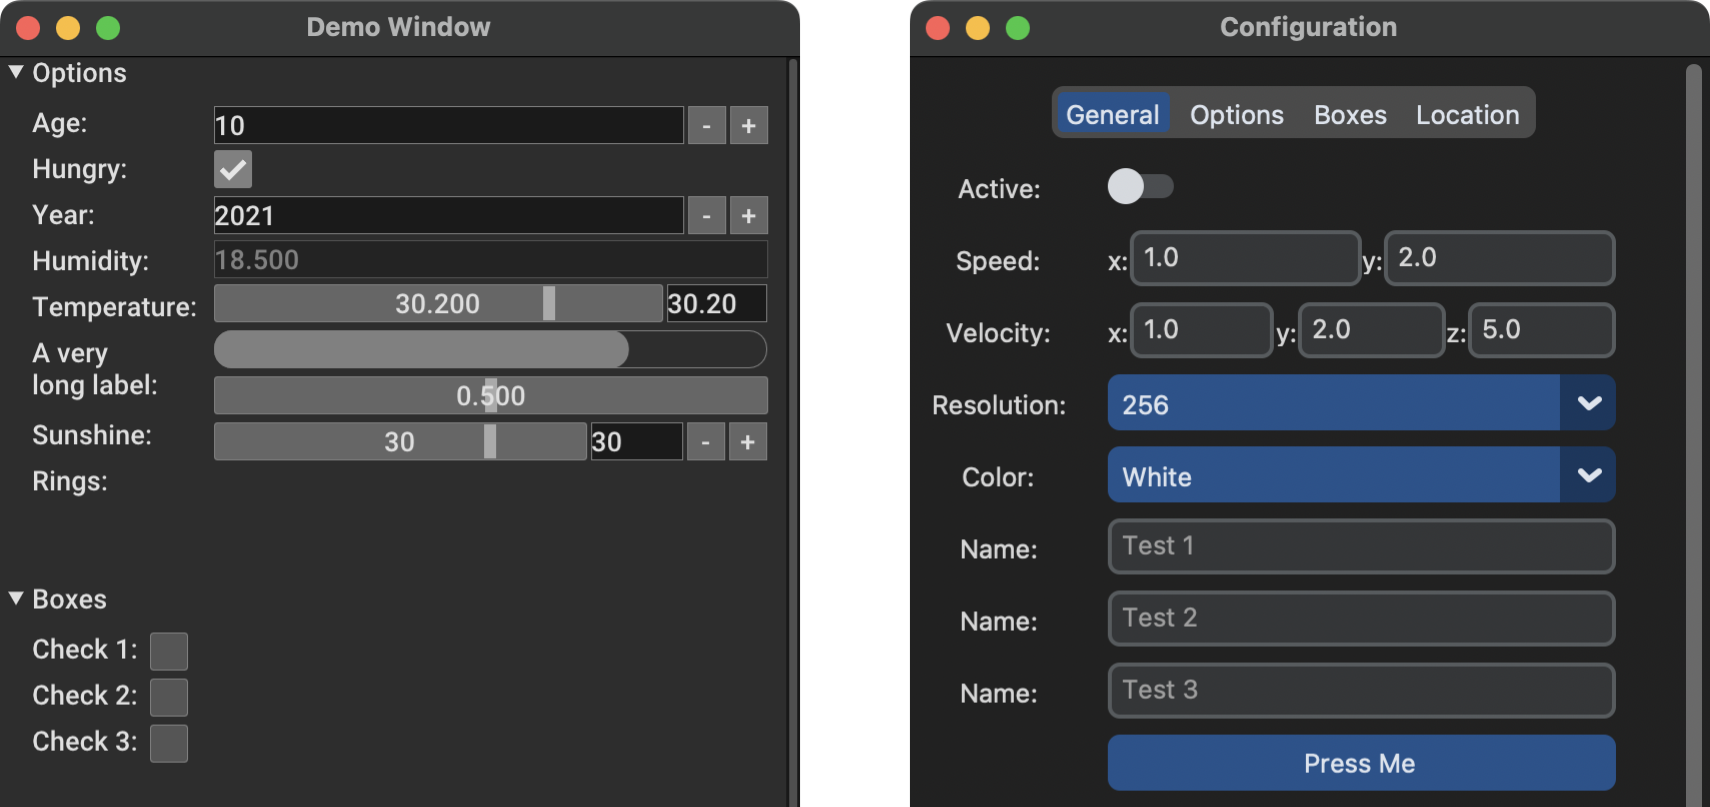 Demo Window
Options
Age: 10 - +
Hungry:
Year: 2021 - +
Humidity: 18.500
Temperature: 30.200 30.20
A very
long label:
0.500
Sunshine: 30 30 - +
Rings:
Boxes
Check 1:
Check 2:
Check 3:
Configuration
General Options Boxes Location
Active:
Speed: x: 1.0 y: 2.0
Velocity: x: 1.0 y: 2.0 z: 5.0
Resolution: 256
Color: White
Name: Test 1
Name: Test 2
Name: Test 3
Press Me